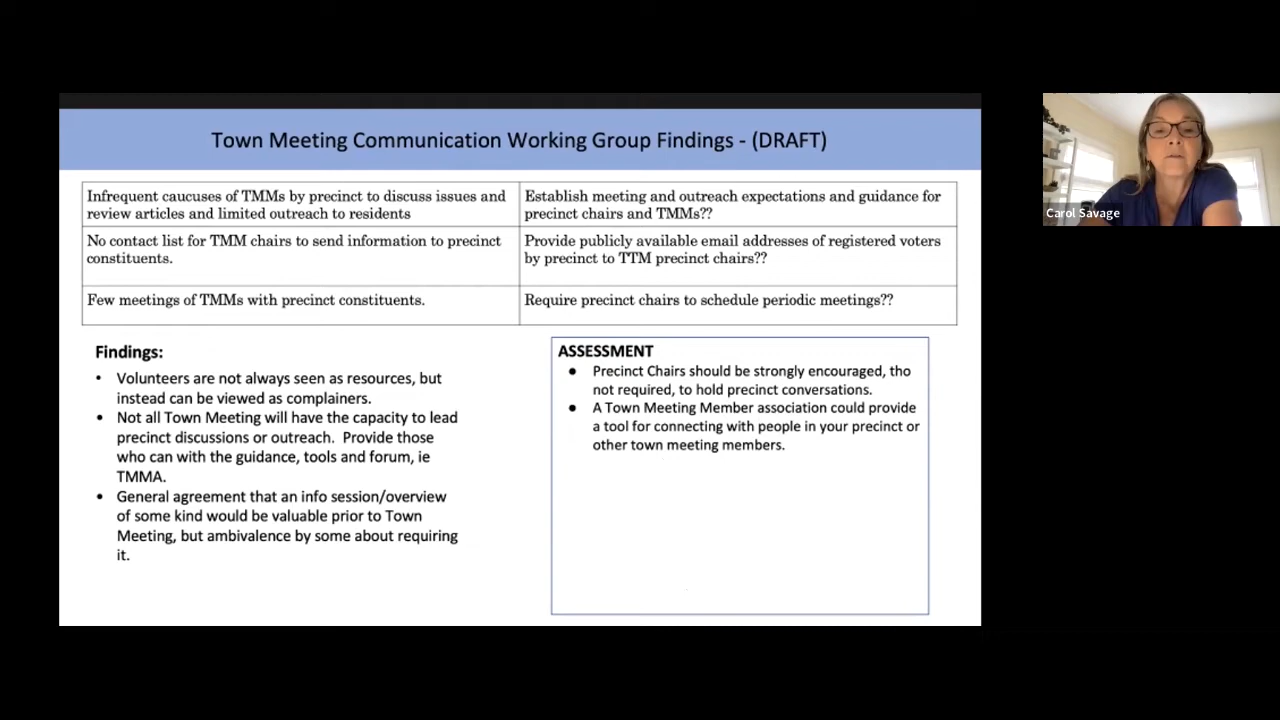 Town Meeting Communication Working Group Findings - (DRAFT)
Infrequent caucuses of TMMs by precinct to discuss issues and
review articles and limited outreach to residents
Establish meeting and outreach expectations and guidance for
precinct chairs and TMMs??
No contact list for TMM chairs to send information to precinct
constituents.
Provide publicly available email addresses of registered voters
by precinct to TTM precinct chairs??
Few meetings of TMMs with precinct constituents.
Require precinct chairs to schedule periodic meetings??
Findings:
• Volunteers are not always seen as resources, but
instead can be viewed as complainers.
• Not all Town Meeting will have the capacity to lead
precinct discussions or outreach. Provide those
who can with the guidance, tools and forum, ie
TMMA.
• General agreement that an info session/overview
of some kind would be valuable prior to Town
Meeting, but ambivalence by some about requiring
it.
ASSESSMENT
● Precinct Chairs should be strongly encouraged, tho
not required, to hold precinct conversations.
● A Town Meeting Member association could provide
a tool for connecting with people in your precinct or
other town meeting members.
Carol Savage